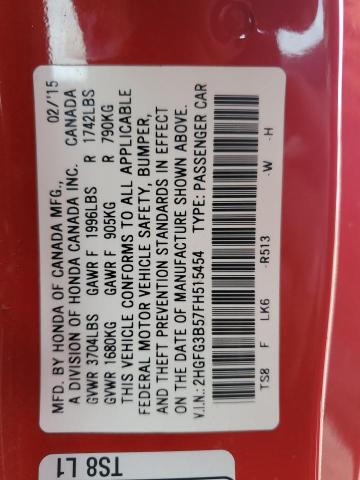 MFD. BY HONDA OF CANADA MFG., 02/'15
A DIVISION OF HONDA CANADA INC. CANADA
GVWR 3704LBS GAWR F 1996LBS R 1742LBS
GVWR 1680KG GAWR F 905KG R 790KG
THIS VEHICLE CONFORMS TO ALL APPLICABLE
FEDERAL MOTOR VEHICLE SAFETY, BUMPER,
AND THEFT PREVENTION STANDARDS IN EFFECT
ON THE DATE OF MANUFACTURE SHOWN ABOVE.
V.I.N.: 2HGFG3B57FH515454 TYPE: PASSENGER CAR
TS8 F LK6 -R513 -W -H
TS8 L1